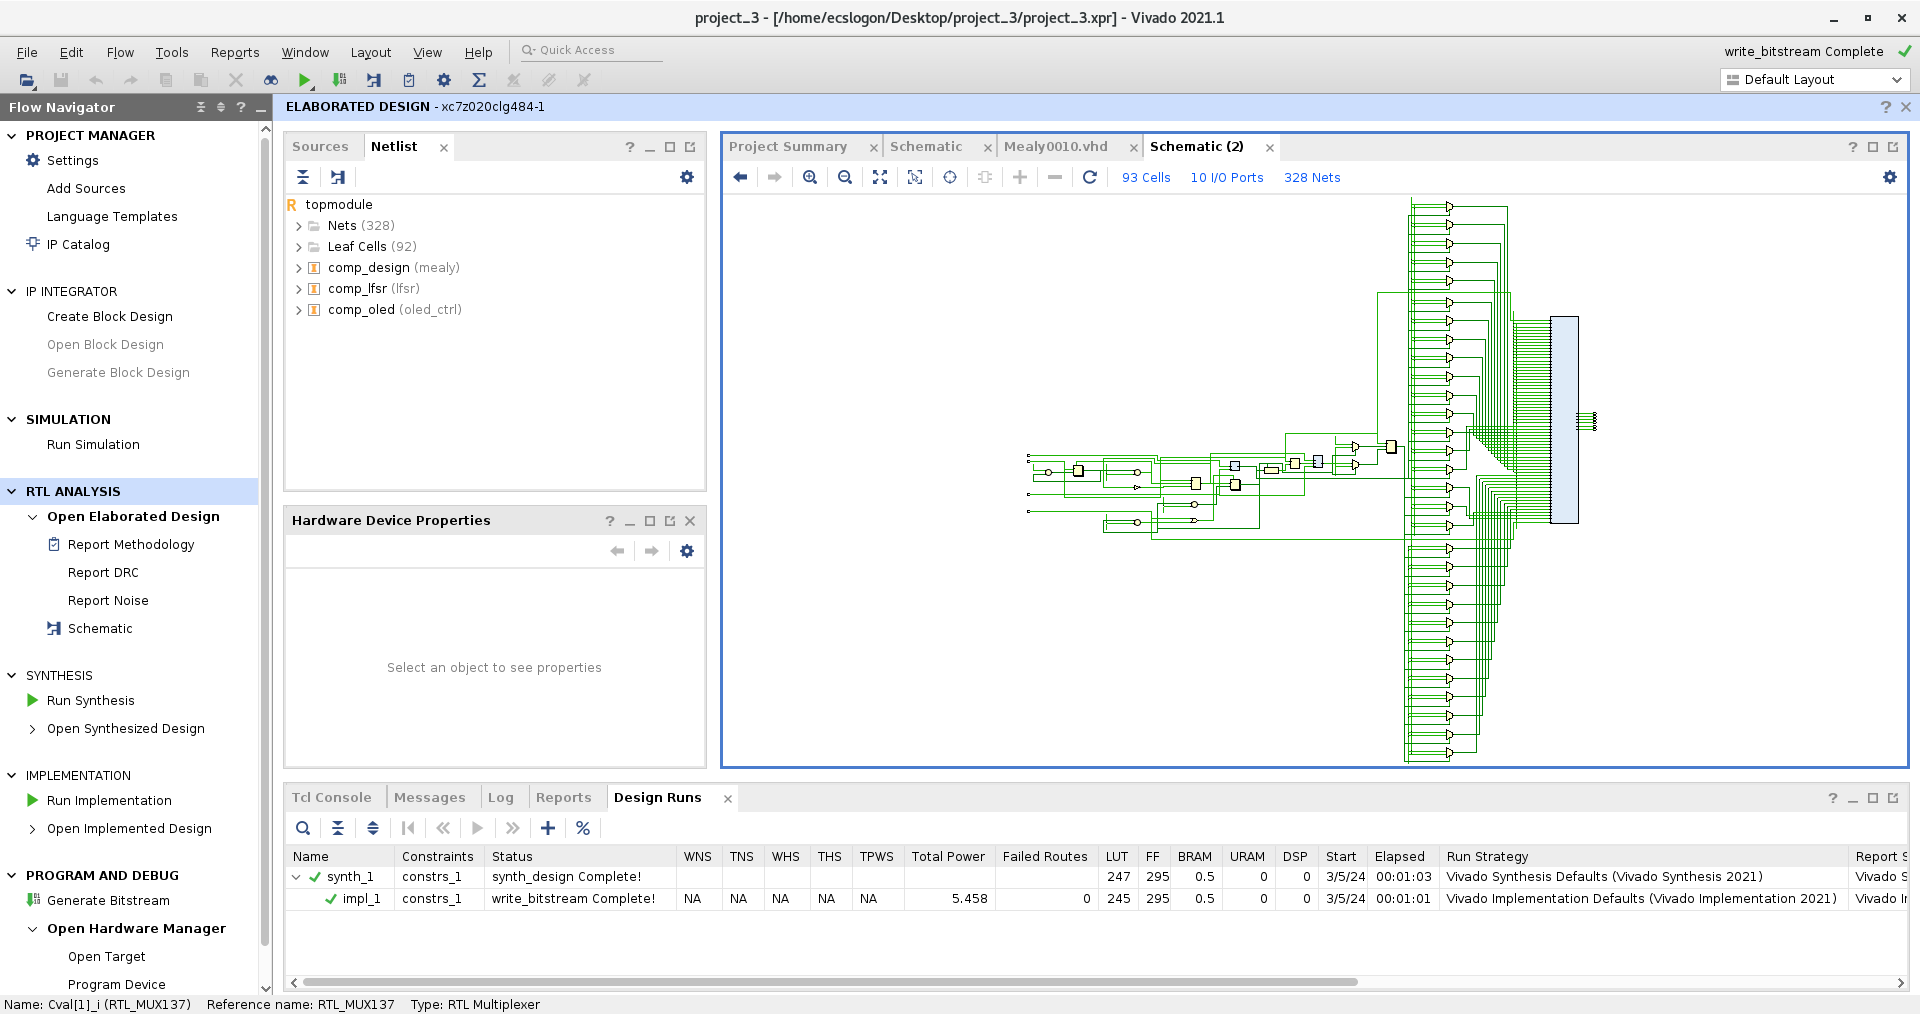 project_3 - [/home/ecslogon/Desktop/project_3/project_3.xpr] - Vivado 2021.1
File Edit Flow Tools Reports Window Layout View Help Quick Access
write_bitstream Complete
Default Layout
Flow Navigator
PROJECT MANAGER
Settings
Add Sources
Language Templates
IP Catalog
IP INTEGRATOR
Create Block Design
Open Block Design
Generate Block Design
SIMULATION
Run Simulation
RTL ANALYSIS
Open Elaborated Design
Report Methodology
Report DRC
Report Noise
Schematic
SYNTHESIS
Run Synthesis
Open Synthesized Design
IMPLEMENTATION
Run Implementation
Open Implemented Design
PROGRAM AND DEBUG
Generate Bitstream
Open Hardware Manager
Open Target
Program Device
ELABORATED DESIGN - xc7z020clg484-1
Sources Netlist
topmodule
Nets (328)
Leaf Cells (92)
comp_design (mealy)
comp_lfsr (lfsr)
comp_oled (oled_ctrl)
Hardware Device Properties
Select an object to see properties
Project Summary Schematic Mealy0010.vhd Schematic (2)
93 Cells 10 I/O Ports 328 Nets
Tcl Console Messages Log Reports Design Runs
Name Constraints Status WNS TNS WHS THS TPWS Total Power Failed Routes LUT FF BRAM URAM DSP Start Elapsed Run Strategy Report S
synth_1 constrs_1 synth_design Complete! 247 295 0.5 0 0 3/5/24 00:01:03 Vivado Synthesis Defaults (Vivado Synthesis 2021) Vivado S
impl_1 constrs_1 write_bitstream Complete! NA NA NA NA NA 5.458 0 245 295 0.5 0 0 3/5/24 00:01:01 Vivado Implementation Defaults (Vivado Implementation 2021) Vivado I
Name: Cval[1]_i (RTL_MUX137) Reference name: RTL_MUX137 Type: RTL Multiplexer